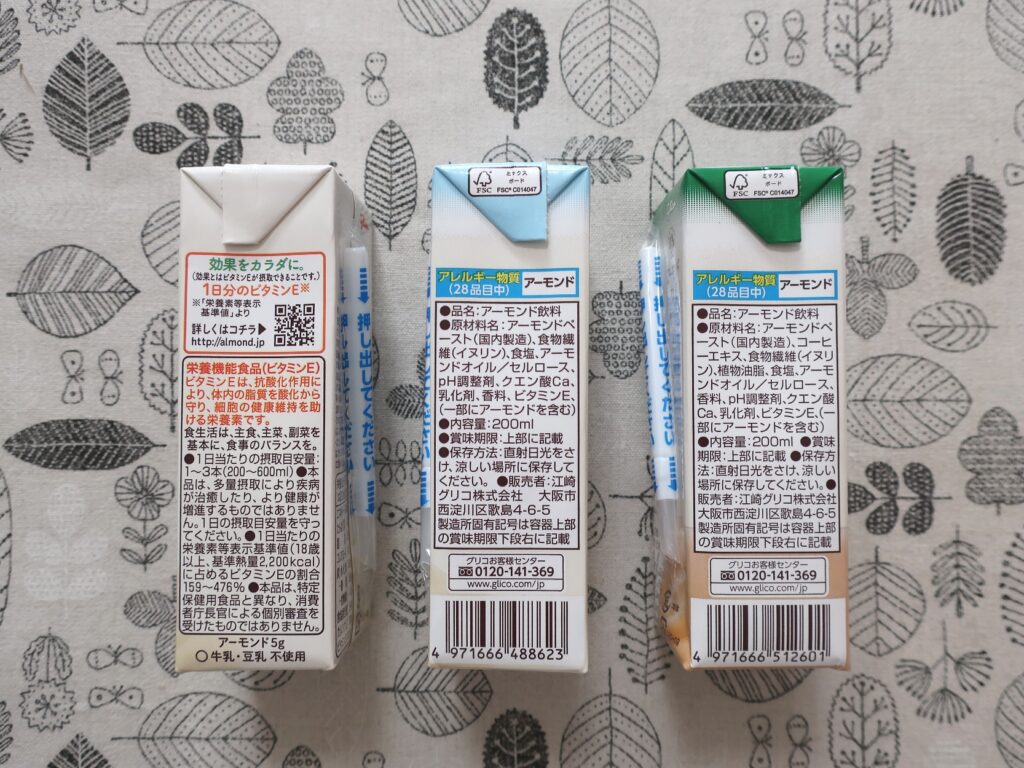 効果をカラダに。
(効果とはビタミンEが摂取できることです。)
1日分のビタミンE※
※「栄養素等表示
基準値」より
詳しくはコチラ▶
http://almond.jp
栄養機能食品(ビタミンE)
ビタミンEは、抗酸化作用に
より、体内の脂質を酸化から
守り、細胞の健康維持を助
ける栄養素です。
食生活は、主食、主菜、副菜を
基本に、食事のバランスを。
●1日当たりの摂取目安量:
1〜3本(200〜600ml) ●本
品は、多量摂取により疾病
が治癒したり、より健康が
増進するものではありませ
ん。1日の摂取目安量を守っ
てください。 ●1日当たりの
栄養素等表示基準値(18歳
以上、基準熱量2,200kcal)
に占めるビタミンEの割合
159〜476% ●本品は、特定
保健用食品と異なり、消費
者庁長官による個別審査を
受けたものではありません。
アーモンド5g
○牛乳・豆乳 不使用
押し出してください
FSC
ミックス
ボード
FSC® C014047
アレルギー物質
(28品目中)
アーモンド
●品名:アーモンド飲料
●原材料名:アーモンドペ
ースト(国内製造)、食物繊
維(イヌリン)、食塩、アーモ
ンドオイル/セルロース、
pH調整剤、クエン酸Ca、
乳化剤、香料、ビタミンE、
(一部にアーモンドを含む)
●内容量:200ml
●賞味期限:上部に記載
●保存方法:直射日光をさ
け、涼しい場所に保存して
ください。 ●販売者:江崎
グリコ株式会社 大阪市
西淀川区歌島4-6-5
製造所固有記号は容器上部
の賞味期限下段右に記載
グリコお客様センター
0120-141-369
www.glico.com/jp
4 971666 488623
押し出してください
FSC
ミックス
ボード
FSC® C014047
アレルギー物質
(28品目中)
アーモンド
●品名:アーモンド飲料
●原材料名:アーモンドペ
ースト(国内製造)、コーヒ
ーエキス、食物繊維(イヌリ
ン)、植物油脂、食塩、アーモ
ンドオイル/セルロース、
香料、pH調整剤、クエン酸
Ca、乳化剤、ビタミンE、(一
部にアーモンドを含む)
●内容量:200ml ●賞味
期限:上部に記載 ●保存方
法:直射日光をさけ、涼しい
場所に保存してください。●
販売者:江崎グリコ株式会社
大阪市西淀川区歌島4-6-5
製造所固有記号は容器上部
の賞味期限下段右に記載
グリコお客様センター
0120-141-369
www.glico.com/jp
4 971666 512601